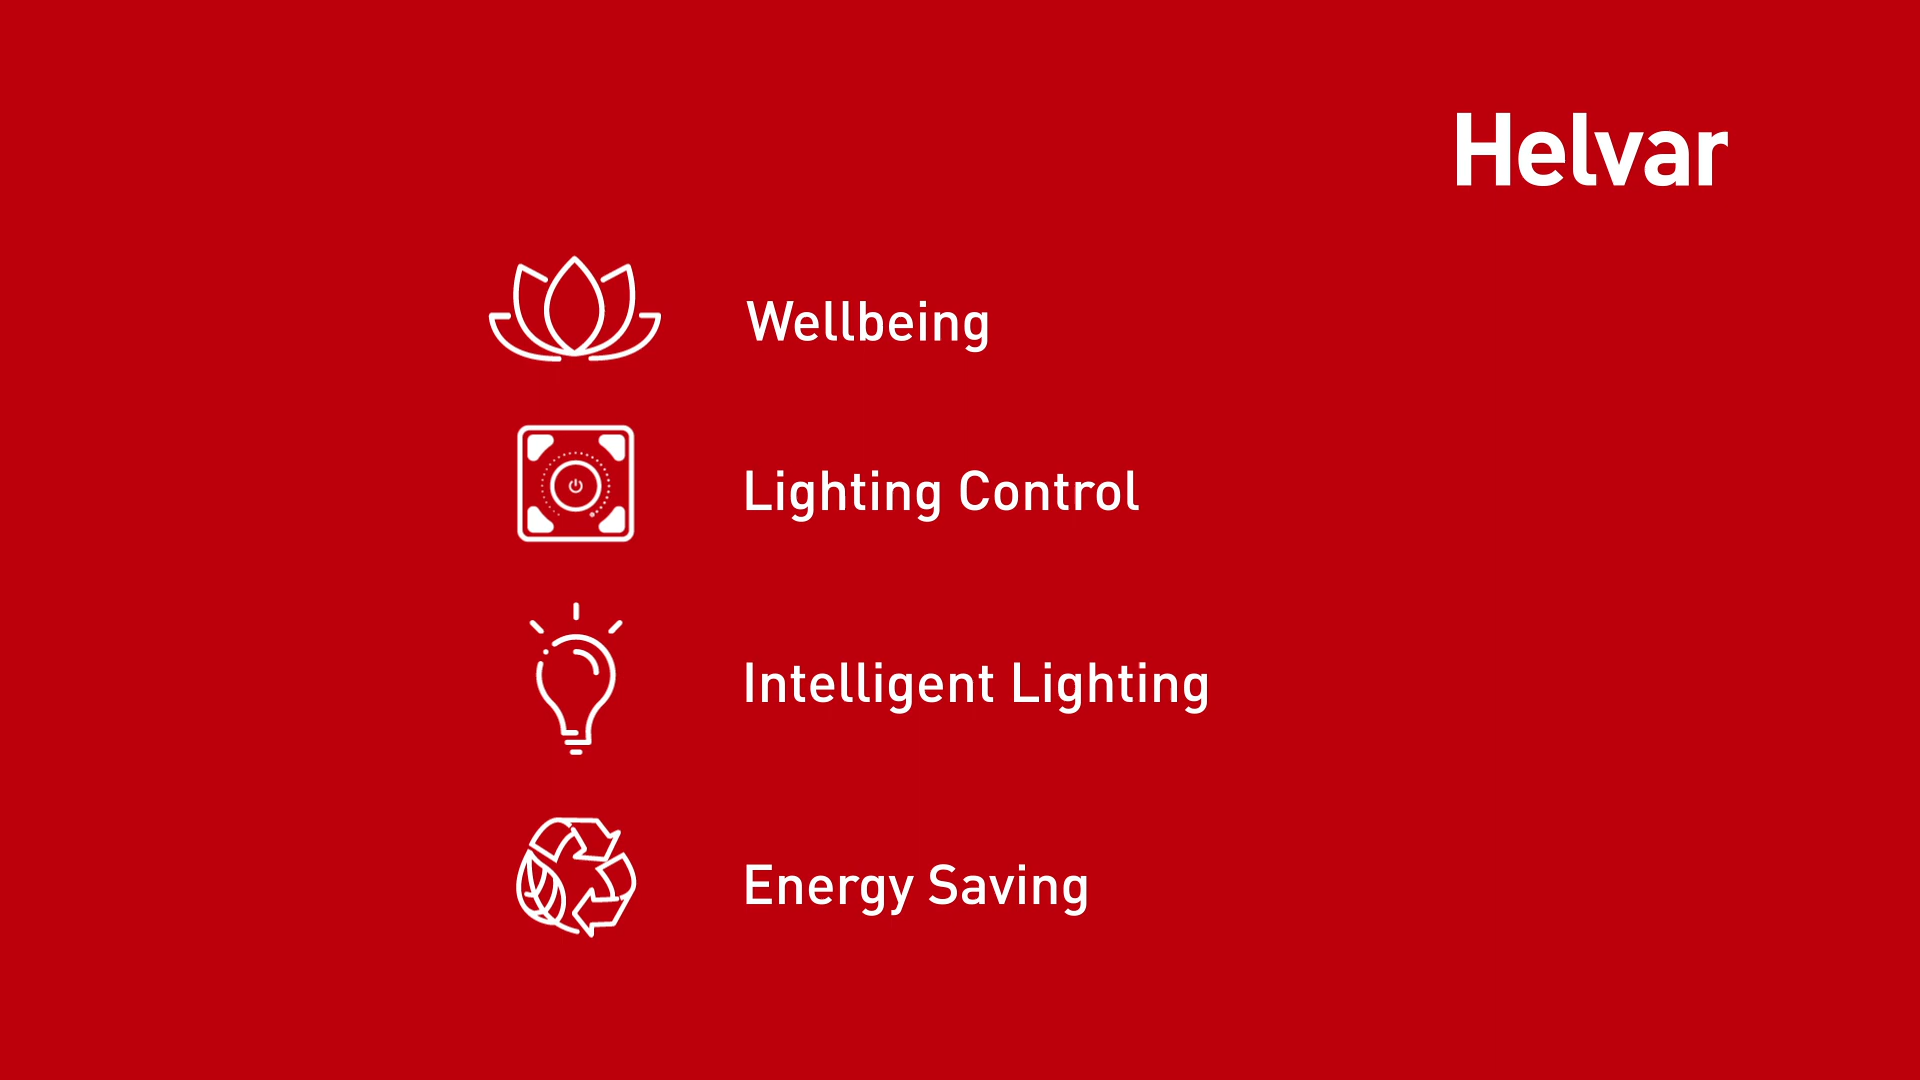 Helvar
Wellbeing
Lighting Control
Intelligent Lighting
Energy Saving